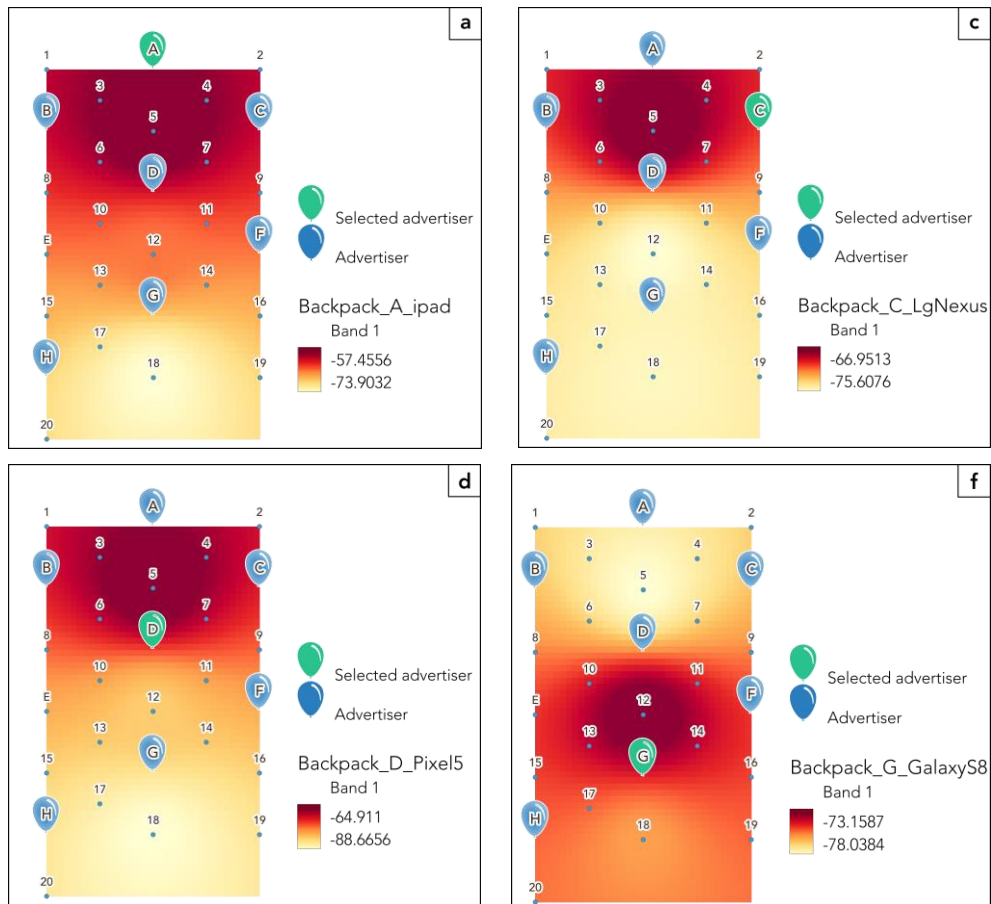 a
A
1
2
3
4
B
C
5
6
7
D
8
9
10
11
F
E
12
13
14
G
15
16
17
H
18
19
20
Selected advertiser
Advertiser
Backpack_A_ipad
Band 1
-57.4556
-73.9032
c
A
1
2
3
4
B
C
5
6
7
D
8
9
10
11
F
E
12
13
14
G
15
16
17
H
18
19
20
Selected advertiser
Advertiser
Backpack_C_LgNexus
Band 1
-66.9513
-75.6076
d
A
1
2
3
4
B
C
5
6
7
D
8
9
10
11
F
E
12
13
14
G
15
16
17
H
18
19
20
Selected advertiser
Advertiser
Backpack_D_Pixel5
Band 1
-64.911
-88.6656
f
A
1
2
3
4
B
C
5
6
7
D
8
9
10
11
F
E
12
13
14
G
15
16
17
H
18
19
20
Selected advertiser
Advertiser
Backpack_G_GalaxyS8
Band 1
-73.1587
-78.0384